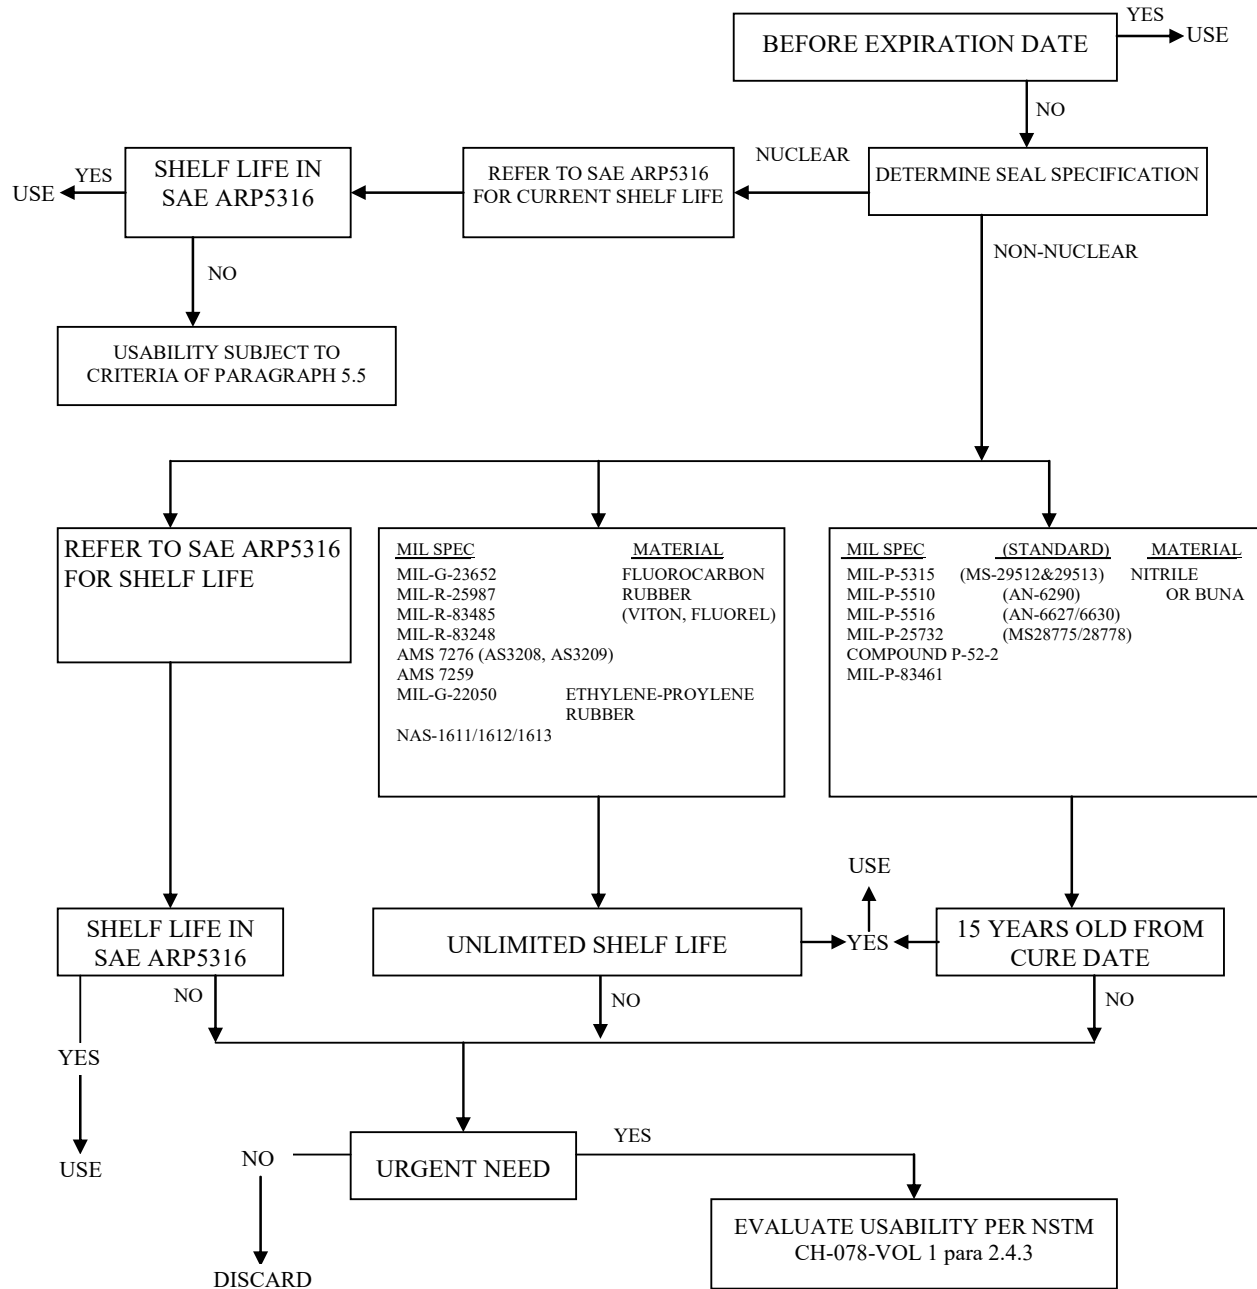 YES
BEFORE EXPIRATION DATE
USE
NO
NUCLEAR
SHELF LIFE IN
SAE ARP5316
YES
USE
REFER TO SAE ARP5316
FOR CURRENT SHELF LIFE
DETERMINE SEAL SPECIFICATION
NON-NUCLEAR
NO
USABILITY SUBJECT TO
CRITERIA OF PARAGRAPH 5.5
REFER TO SAE ARP5316
FOR SHELF LIFE
MIL SPEC MATERIAL
MIL-G-23652 FLUOROCARBON
MIL-R-25987 RUBBER
MIL-R-83485 (VITON, FLUOREL)
MIL-R-83248
AMS 7276 (AS3208, AS3209)
AMS 7259
MIL-G-22050 ETHYLENE-PROYLENE
RUBBER
NAS-1611/1612/1613
MIL SPEC (STANDARD) MATERIAL
MIL-P-5315 (MS-29512&29513) NITRILE
MIL-P-5510 (AN-6290) OR BUNA
MIL-P-5516 (AN-6627/6630)
MIL-P-25732 (MS28775/28778)
COMPOUND P-52-2
MIL-P-83461
USE
SHELF LIFE IN
SAE ARP5316
UNLIMITED SHELF LIFE
YES
15 YEARS OLD FROM
CURE DATE
NO
NO
NO
YES
USE
NO
URGENT NEED
YES
EVALUATE USABILITY PER NSTM
CH-078-VOL 1 para 2.4.3
DISCARD